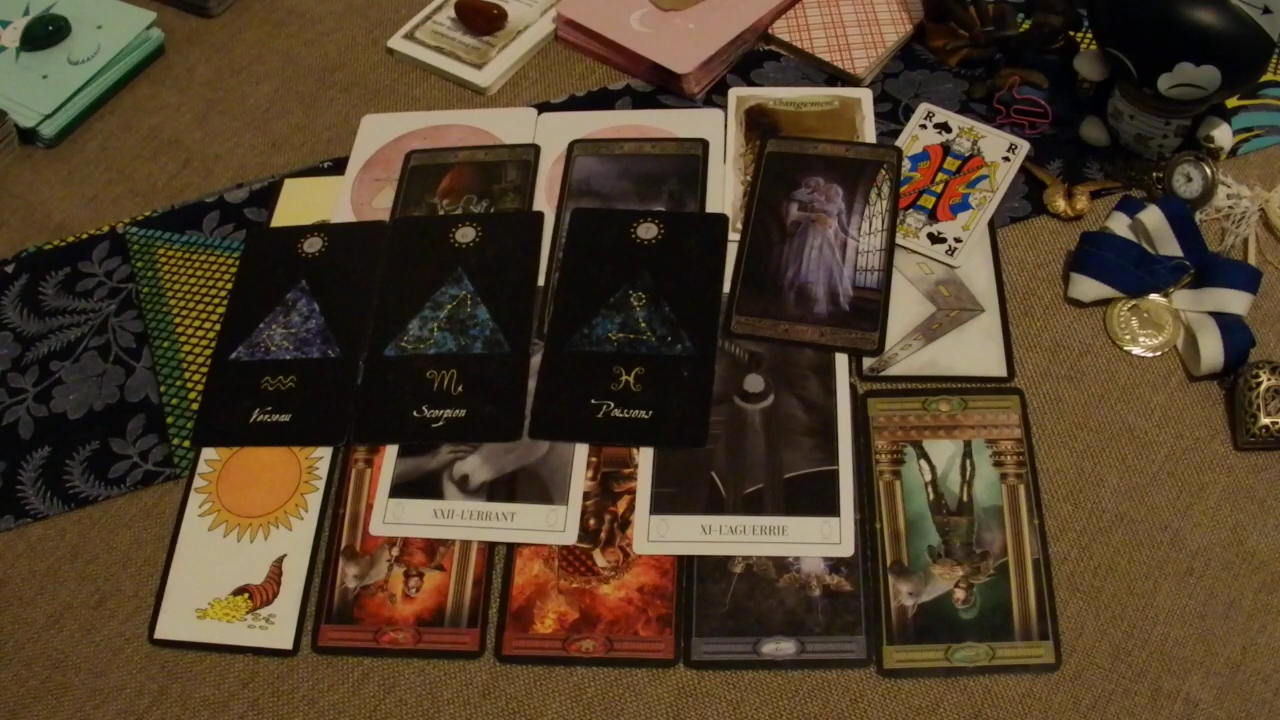 Changement
R
R
R
Verseau
Scorpion
Poissons
XXII-L'ERRANT
XI-L'AGUERRIE